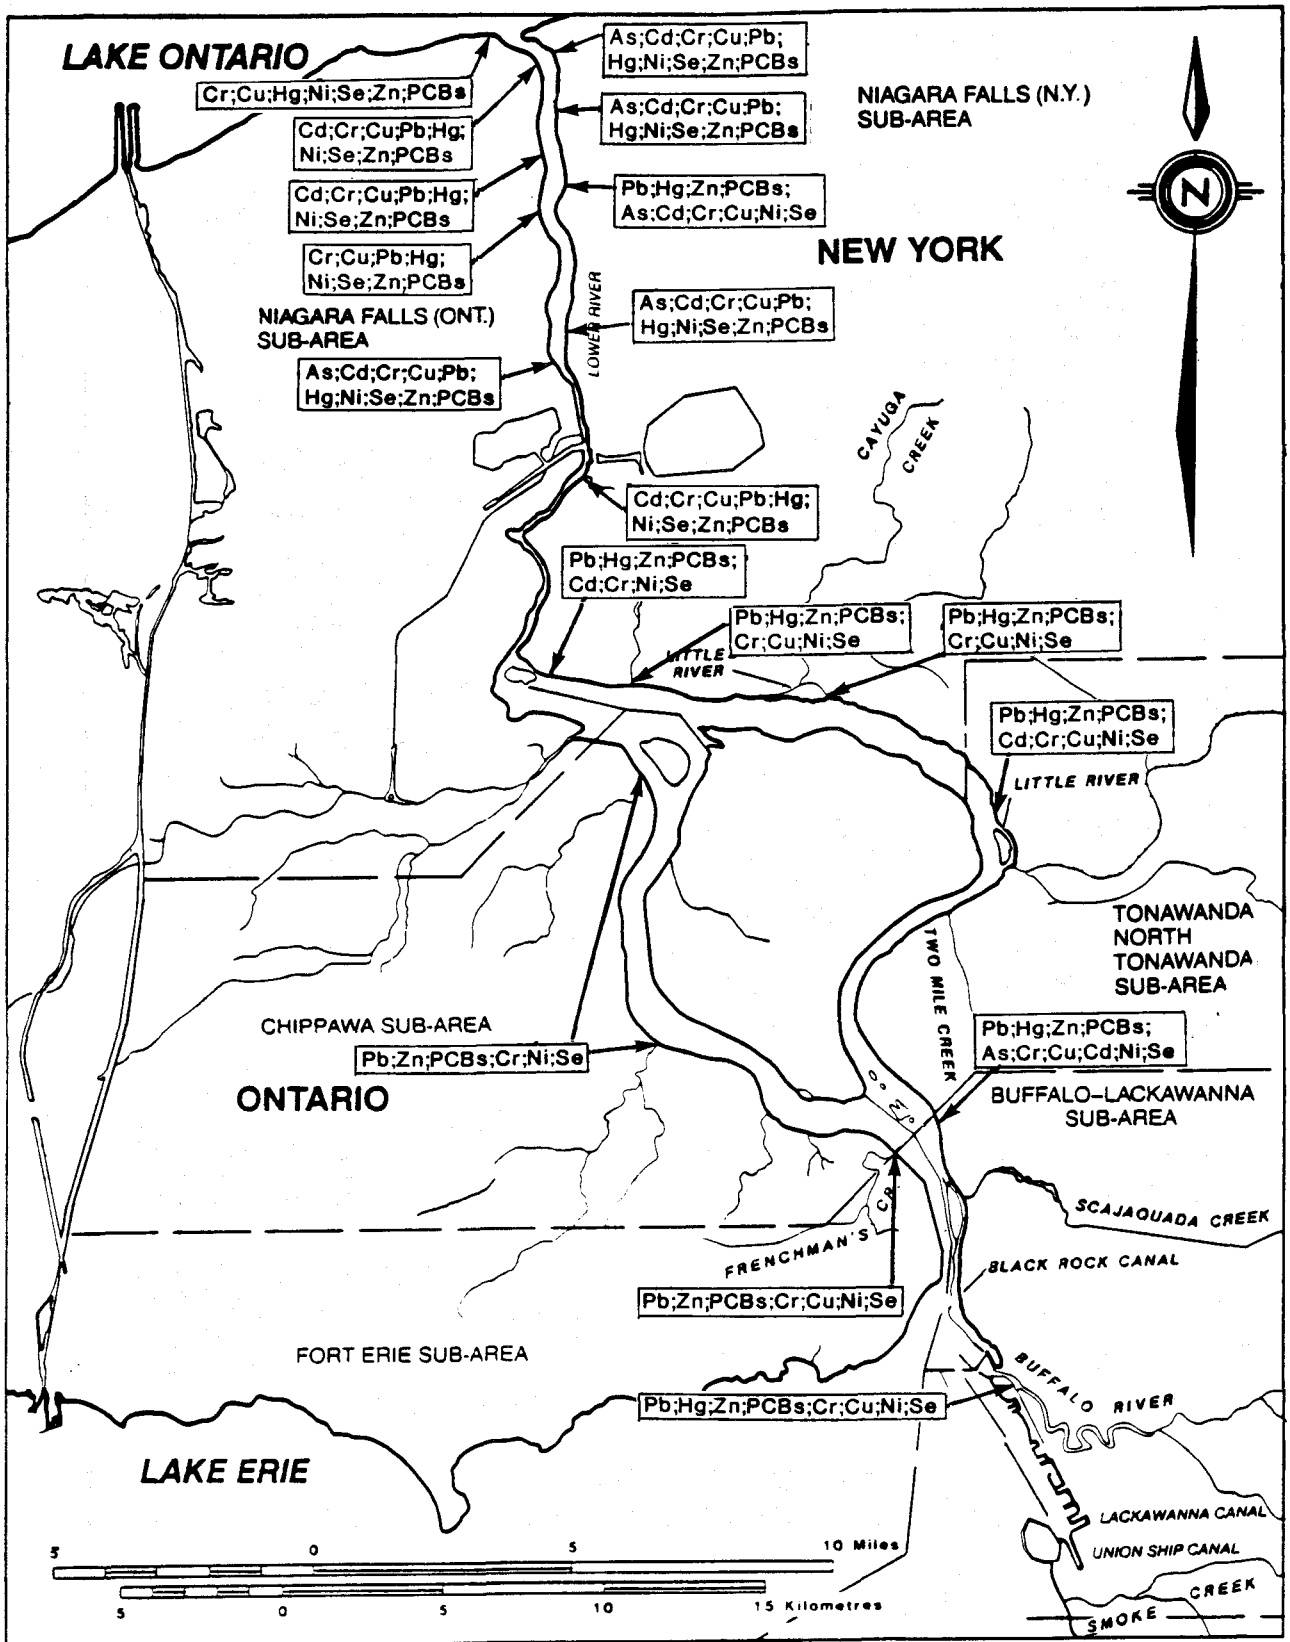 LAKE ONTARIO
As;Cd;Cr;Cu;Pb;
Hg;Ni;Se;Zn;PCBs
Cr;Cu;Hg;Ni;Se;Zn;PCBs
As;Cd;Cr;Cu;Pb;
Hg;Ni;Se;Zn;PCBs
NIAGARA FALLS (N.Y.)
SUB-AREA
Cd;Cr;Cu;Pb;Hg;
Ni;Se;Zn;PCBs
Cd;Cr;Cu;Pb;Hg;
Ni;Se;Zn;PCBs
Pb;Hg;Zn;PCBs;
As;Cd;Cr;Cu;Ni;Se
N
Cr;Cu;Pb;Hg;
Ni;Se;Zn;PCBs
NEW YORK
NIAGARA FALLS (ONT.)
SUB-AREA
LOWER RIVER
As;Cd;Cr;Cu;Pb;
Hg;Ni;Se;Zn;PCBs
As;Cd;Cr;Cu;Pb;
Hg;Ni;Se;Zn;PCBs
CAYUGA
CREEK
Cd;Cr;Cu;Pb;Hg;
Ni;Se;Zn;PCBs
Pb;Hg;Zn;PCBs;
Cd;Cr;Ni;Se
Pb;Hg;Zn;PCBs;
Cr;Cu;Ni;Se
Pb;Hg;Zn;PCBs;
Cr;Cu;Ni;Se
LITTLE
RIVER
Pb;Hg;Zn;PCBs;
Cd;Cr;Cu;Ni;Se
LITTLE RIVER
TONAWANDA
NORTH
TONAWANDA
SUB-AREA
TWO MILE CREEK
CHIPPAWA SUB-AREA
Pb;Zn;PCBs;Cr;Ni;Se
Pb;Hg;Zn;PCBs;
As;Cr;Cu;Cd;Ni;Se
ONTARIO
BUFFALO-LACKAWANNA
SUB-AREA
FRENCHMAN'S CR.
SCAJAQUADA CREEK
BLACK ROCK CANAL
Pb;Zn;PCBs;Cr;Cu;Ni;Se
FORT ERIE SUB-AREA
BUFFALO RIVER
Pb;Hg;Zn;PCBs;Cr;Cu;Ni;Se
LAKE ERIE
LACKAWANNA CANAL
UNION SHIP CANAL
SMOKE CREEK
5 0 5 10 Miles
5 0 5 10 15 Kilometres